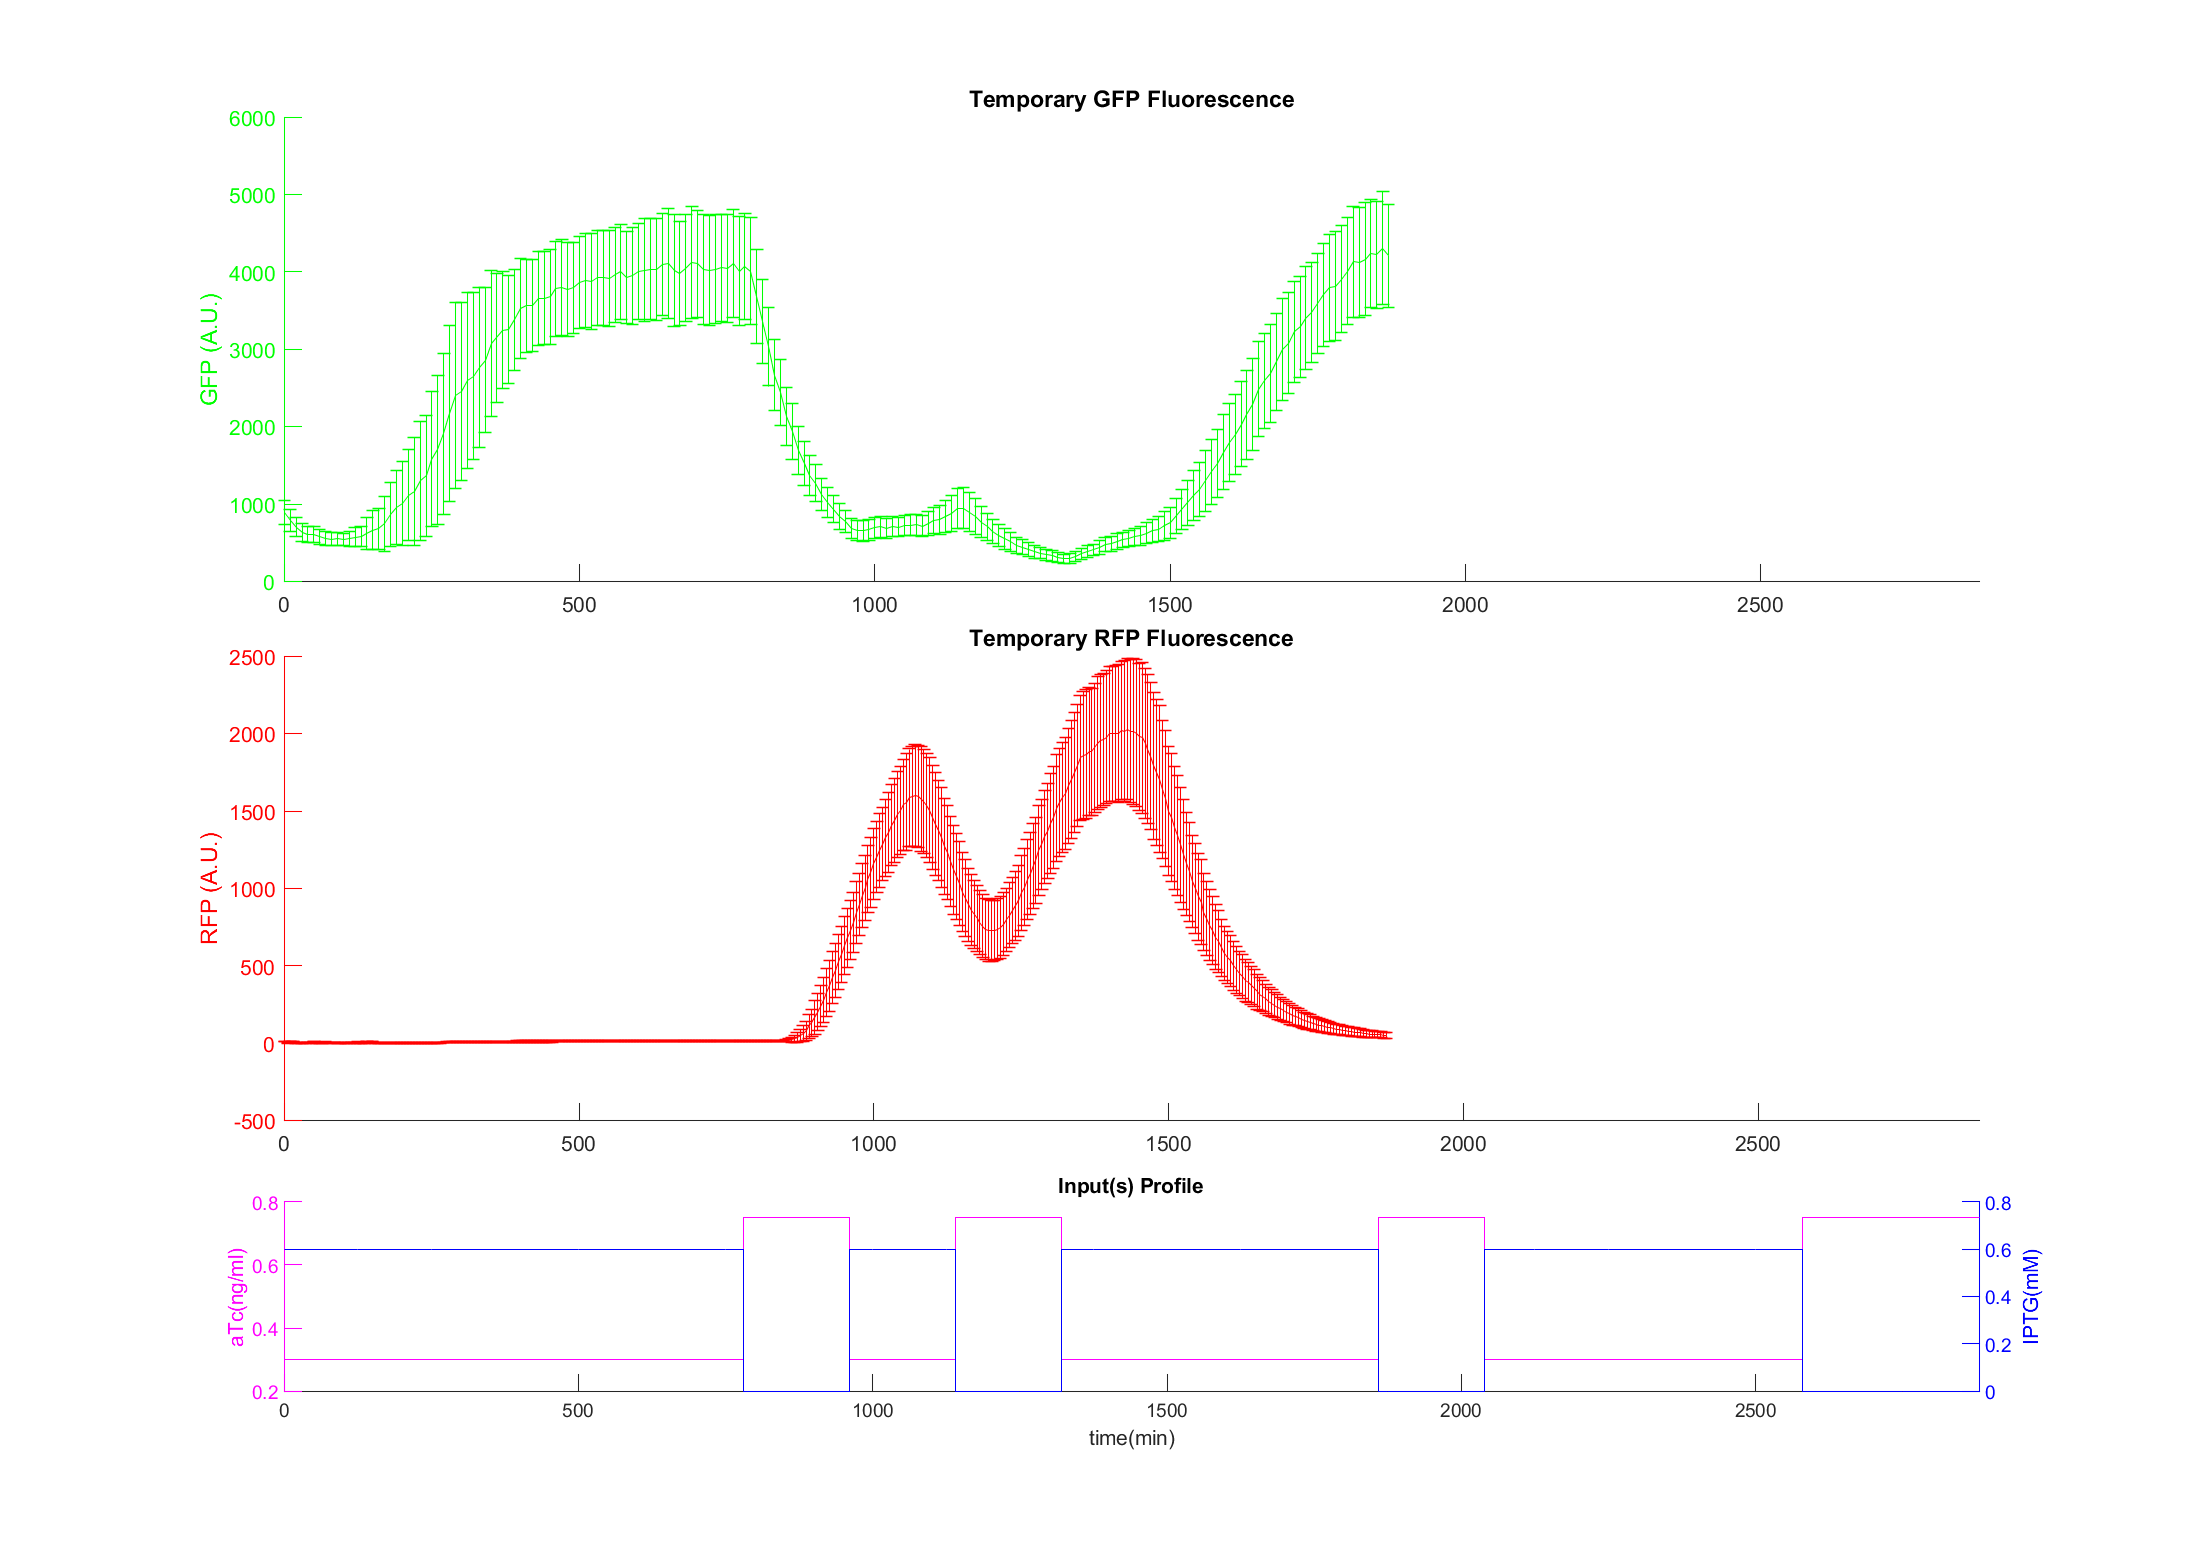 Temporary GFP Fluorescence
6000
5000
4000
3000
2000
1000
0
GFP (A.U.)
0 500 1000 1500 2000 2500
Temporary RFP Fluorescence
2500
2000
1500
1000
500
0
-500
RFP (A.U.)
0 500 1000 1500 2000 2500
Input(s) Profile
0.8
0.6
0.4
0.2
aTc(ng/ml)
0.8
0.6
0.4
0.2
0
IPTG(mM)
0 500 1000 1500 2000 2500
time(min)